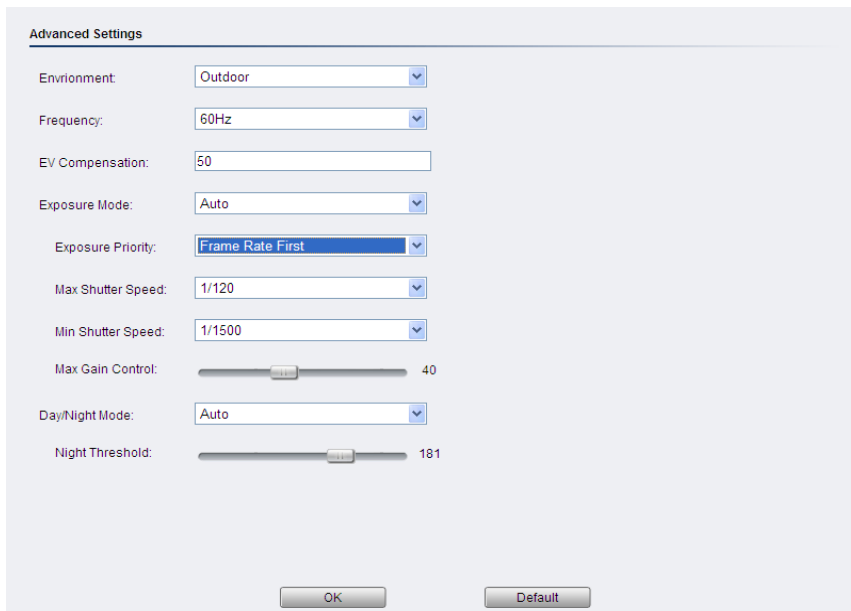 Advanced Settings
Envrionment: Outdoor
Frequency: 60Hz
EV Compensation: 50
Exposure Mode: Auto
Exposure Priority: Frame Rate First
Max Shutter Speed: 1/120
Min Shutter Speed: 1/1500
Max Gain Control: 40
Day/Night Mode: Auto
Night Threshold: 181
OK Default